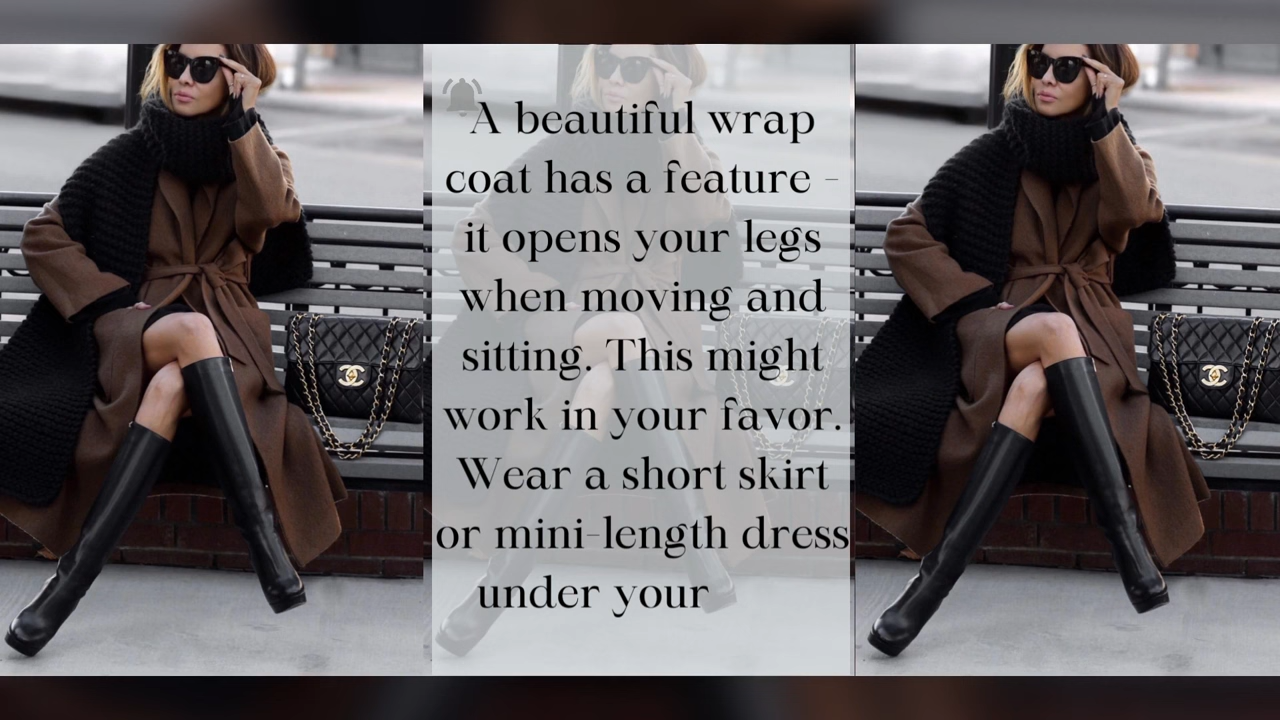 A beautiful wrap
coat has a feature -
it opens your legs
when moving and
sitting. This might
work in your favor.
Wear a short skirt
or mini-length dress
under your